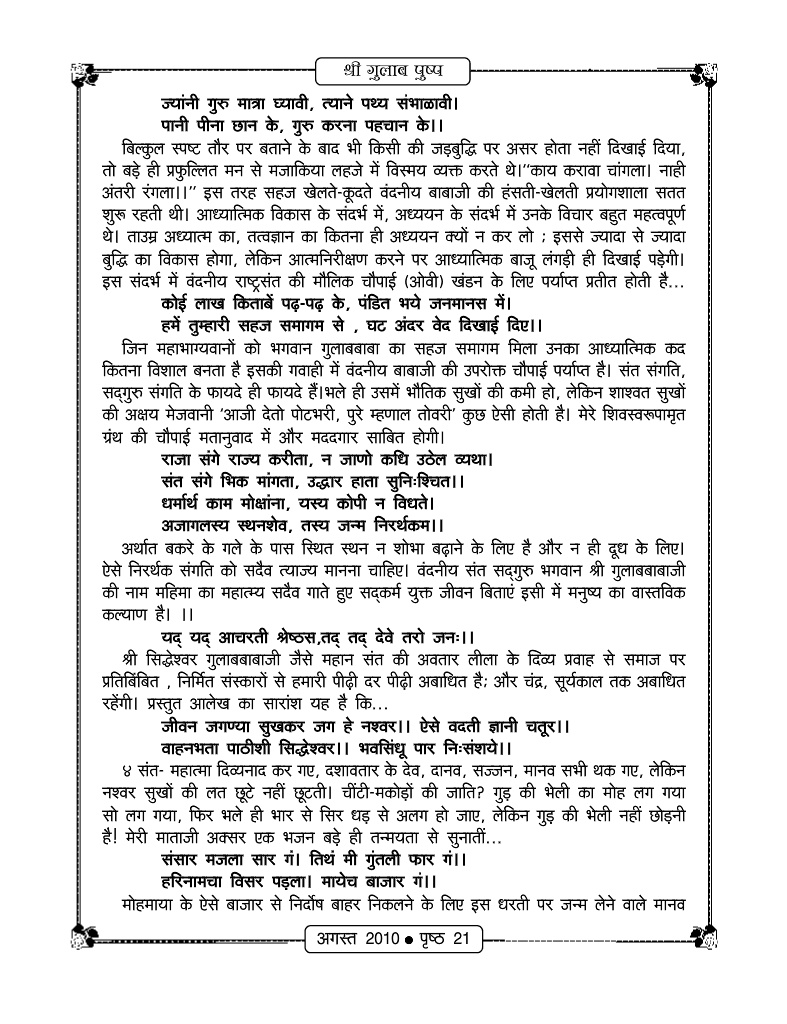 श्री गुलाब पुष्प
ज्यांनी गुरु मात्रा घ्यावी, त्याने पथ्य संभाळावी।
पानी पीना छान के, गुरु करना पहचान के।।
बिल्कुल स्पष्ट तौर पर बताने के बाद भी किसी की जड़बुद्धि पर असर होता नहीं दिखाई दिया,
तो बड़े ही प्रफुल्लित मन से मजाकिया लहजे में विस्मय व्यक्त करते थे।“काय करावा चांगला। नाही
अंतरी रंगला।।” इस तरह सहज खेलते-कूदते वंदनीय बाबाजी की हंसती-खेलती प्रयोगशाला सतत
शुरू रहती थी। आध्यात्मिक विकास के संदर्भ में, अध्ययन के संदर्भ में उनके विचार बहुत महत्वपूर्ण
थे। ताउम्र अध्यात्म का, तत्वज्ञान का कितना ही अध्ययन क्यों न कर लो ; इससे ज्यादा से ज्यादा
बुद्धि का विकास होगा, लेकिन आत्मनिरीक्षण करने पर आध्यात्मिक बाजू लंगड़ी ही दिखाई पड़ेगी।
इस संदर्भ में वंदनीय राष्ट्रसंत की मौलिक चौपाई (ओवी) खंडन के लिए पर्याप्त प्रतीत होती है...
कोई लाख किताबें पढ़-पढ़ के, पंडित भये जनमानस में।
हमें तुम्हारी सहज समागम से , घट अंदर वेद दिखाई दिए।।
जिन महाभाग्यवानों को भगवान गुलाबबाबा का सहज समागम मिला उनका आध्यात्मिक कद
कितना विशाल बनता है इसकी गवाही में वंदनीय बाबाजी की उपरोक्त चौपाई पर्याप्त है। संत संगति,
सद्‌गुरु संगति के फायदे ही फायदे हैं।भले ही उसमें भौतिक सुखों की कमी हो, लेकिन शाश्वत सुखों
की अक्षय मेजवानी ‘आजी देतो पोटभरी, पुरे म्हणाल तोवरी’ कुछ ऐसी होती है। मेरे शिवस्वरूपामृत
ग्रंथ की चौपाई मतानुवाद में और मददगार साबित होगी।
राजा संगे राज्य करीता, न जाणो कधि उठेल व्यथा।
संत संगे भिक मांगता, उद्धार हाता सुनिःश्चित।।
धर्मार्थ काम मोक्षांना, यस्य कोपी न विधते।
अजागलस्य स्थनशेव, तस्य जन्म निरर्थकम।।
अर्थात बकरे के गले के पास स्थित स्थन न शोभा बढ़ाने के लिए है और न ही दूध के लिए।
ऐसे निरर्थक संगति को सदैव त्याज्य मानना चाहिए। वंदनीय संत सद्‌गुरु भगवान श्री गुलाबबाबाजी
की नाम महिमा का महात्म्य सदैव गाते हुए सद्‌कर्म युक्त जीवन बिताएं इसी में मनुष्य का वास्तविक
कल्याण है। ।।
यद् यद् आचरती श्रेष्ठस,तद् तद् देवे तरो जनः।।
श्री सिद्धेश्वर गुलाबबाबाजी जैसे महान संत की अवतार लीला के दिव्य प्रवाह से समाज पर
प्रतिबिंबित , निर्मित संस्कारों से हमारी पीढ़ी दर पीढ़ी अबाधित है; और चंद्र, सूर्यकाल तक अबाधित
रहेंगी। प्रस्तुत आलेख का सारांश यह है कि...
जीवन जगण्या सुखकर जग हे नश्वर।। ऐसे वदती ज्ञानी चतूर।।
वाहनभता पाठीशी सिद्धेश्वर।। भवसिंधू पार निःसंशये।।
४ संत- महात्मा दिव्यनाद कर गए, दशावतार के देव, दानव, सज्जन, मानव सभी थक गए, लेकिन
नश्वर सुखों की लत छूटे नहीं छूटती। चींटी-मकोड़ों की जाति? गुड़ की भेली का मोह लग गया
सो लग गया, फिर भले ही भार से सिर धड़ से अलग हो जाए, लेकिन गुड़ की भेली नहीं छोड़नी
है! मेरी माताजी अक्सर एक भजन बड़े ही तन्मयता से सुनातीं...
संसार मजला सार गं। तिथं मी गुंतली फार गं।।
हरिनामचा विसर पड़ला। मायेच बाजार गं।।
मोहमाया के ऐसे बाजार से निर्दोष बाहर निकलने के लिए इस धरती पर जन्म लेने वाले मानव
अगस्त 2010 ● पृष्ठ 21